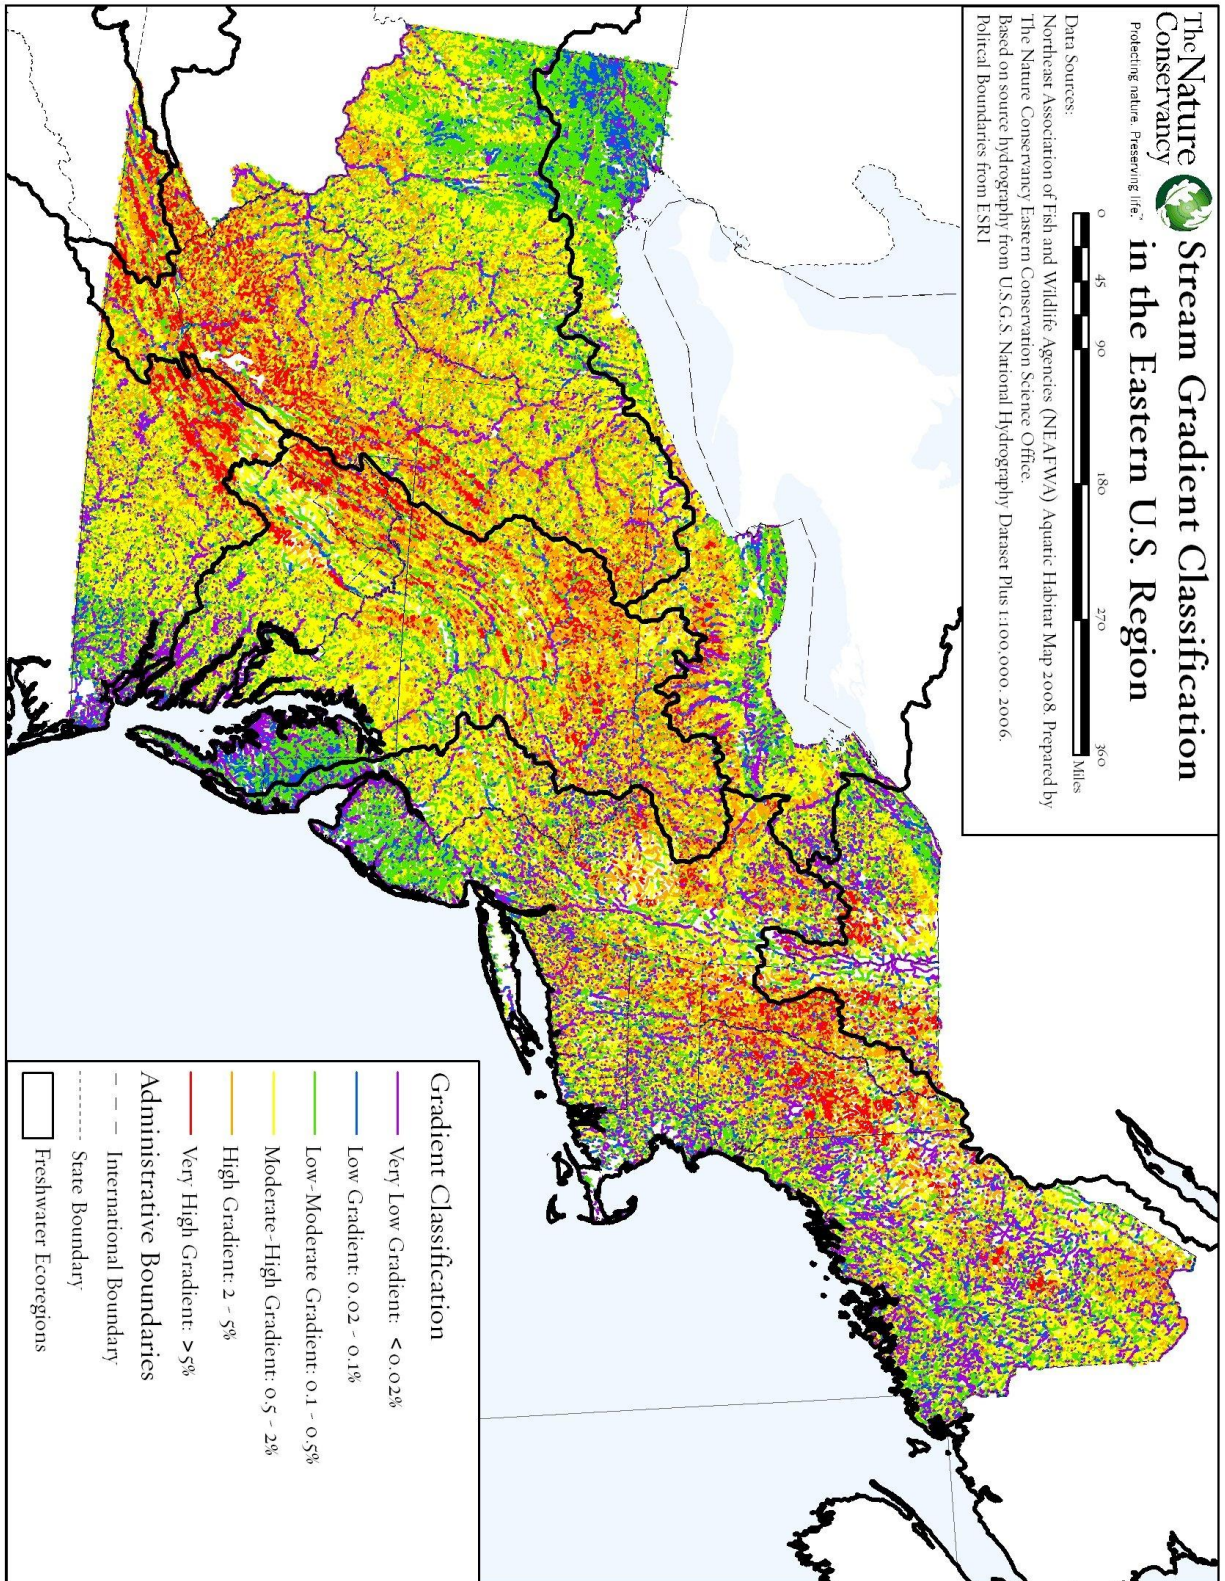 The Nature
Conservancy
Protecting nature. Preserving life.™
Stream Gradient Classification
in the Eastern U.S. Region
0 45 90 180 270 360
Miles
Data Sources:
Northeast Association of Fish and Wildlife Agencies (NEAFWA) Aquatic Habitat Map 2008. Prepared by
The Nature Conservancy Eastern Conservation Science Office.
Based on source hydrography from U.S.G.S. National Hydrography Dataset Plus 1:100,000. 2006.
Politcal Boundaries from ESRI
Gradient Classification
Very Low Gradient: <0.02%
Low Gradient: 0.02 - 0.1%
Low-Moderate Gradient: 0.1 - 0.5%
Moderate-High Gradient: 0.5 - 2%
High Gradient: 2 - 5%
Very High Gradient: >5%
Administrative Boundaries
International Boundary
State Boundary
Freshwater Ecoregions